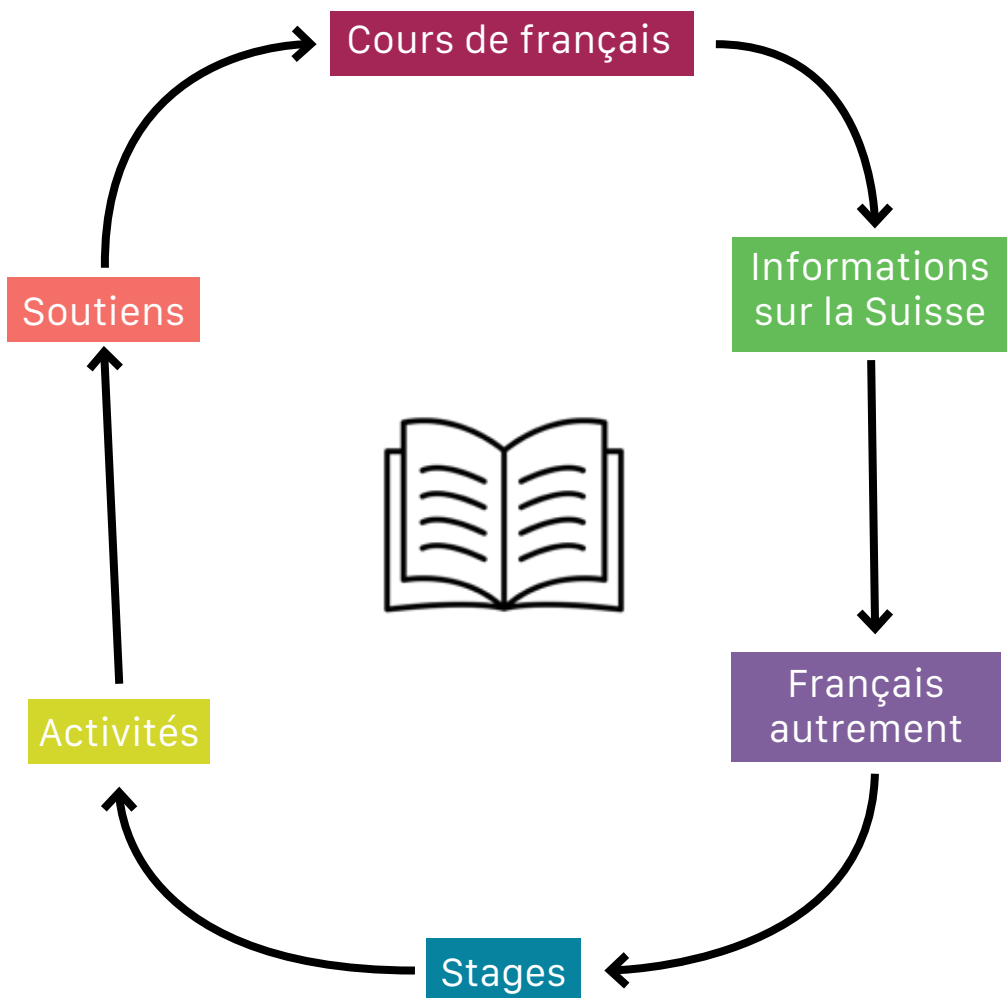 Cours de français
Informations
sur la Suisse
Français
autrement
Stages
Activités
Soutiens